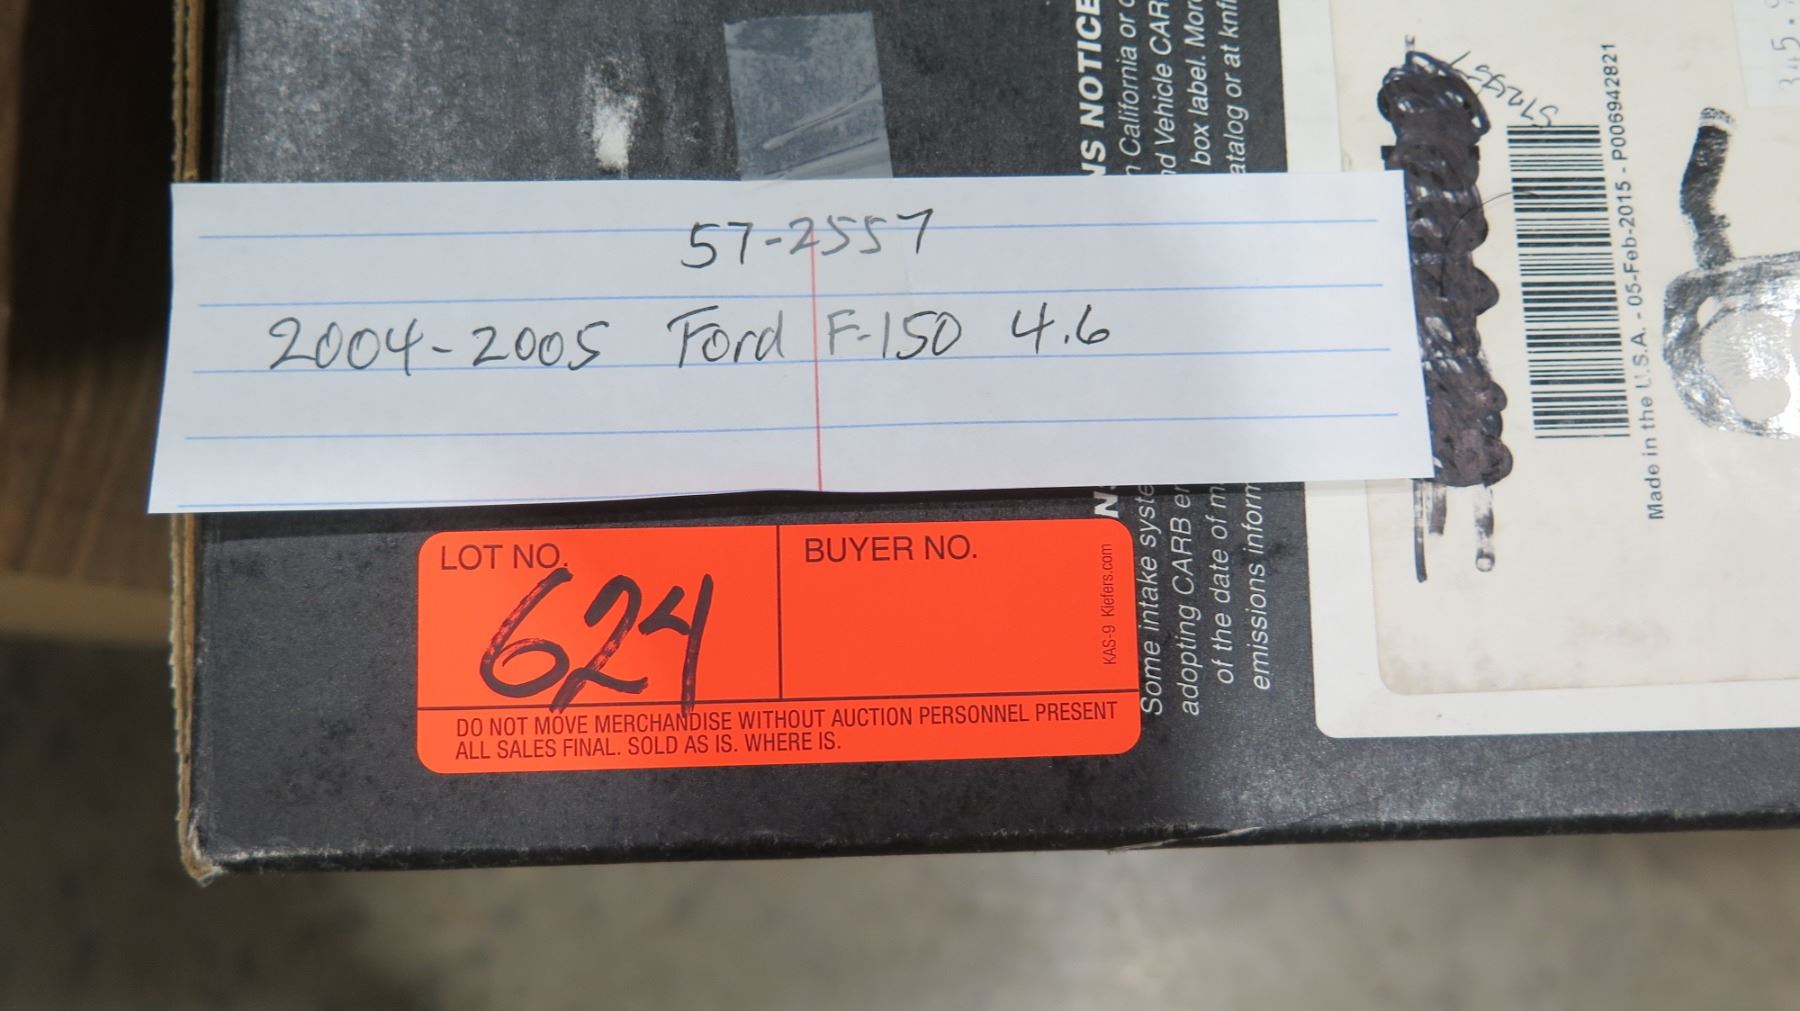 57-2557
2004-2005 Ford F-150 4.6
LOT NO.
624
BUYER NO.
KAS-9 Kiefers.com
DO NOT MOVE MERCHANDISE WITHOUT AUCTION PERSONNEL PRESENT
ALL SALES FINAL. SOLD AS IS. WHERE IS.
NS NOTICE
California or
Vehicle CAR
box label. More
atalog or at knf
N
Some intake syste
adopting CARB
of the date of m
emissions inform
Made in the U.S.A. - 05-Feb-2015 - P006942821
345.